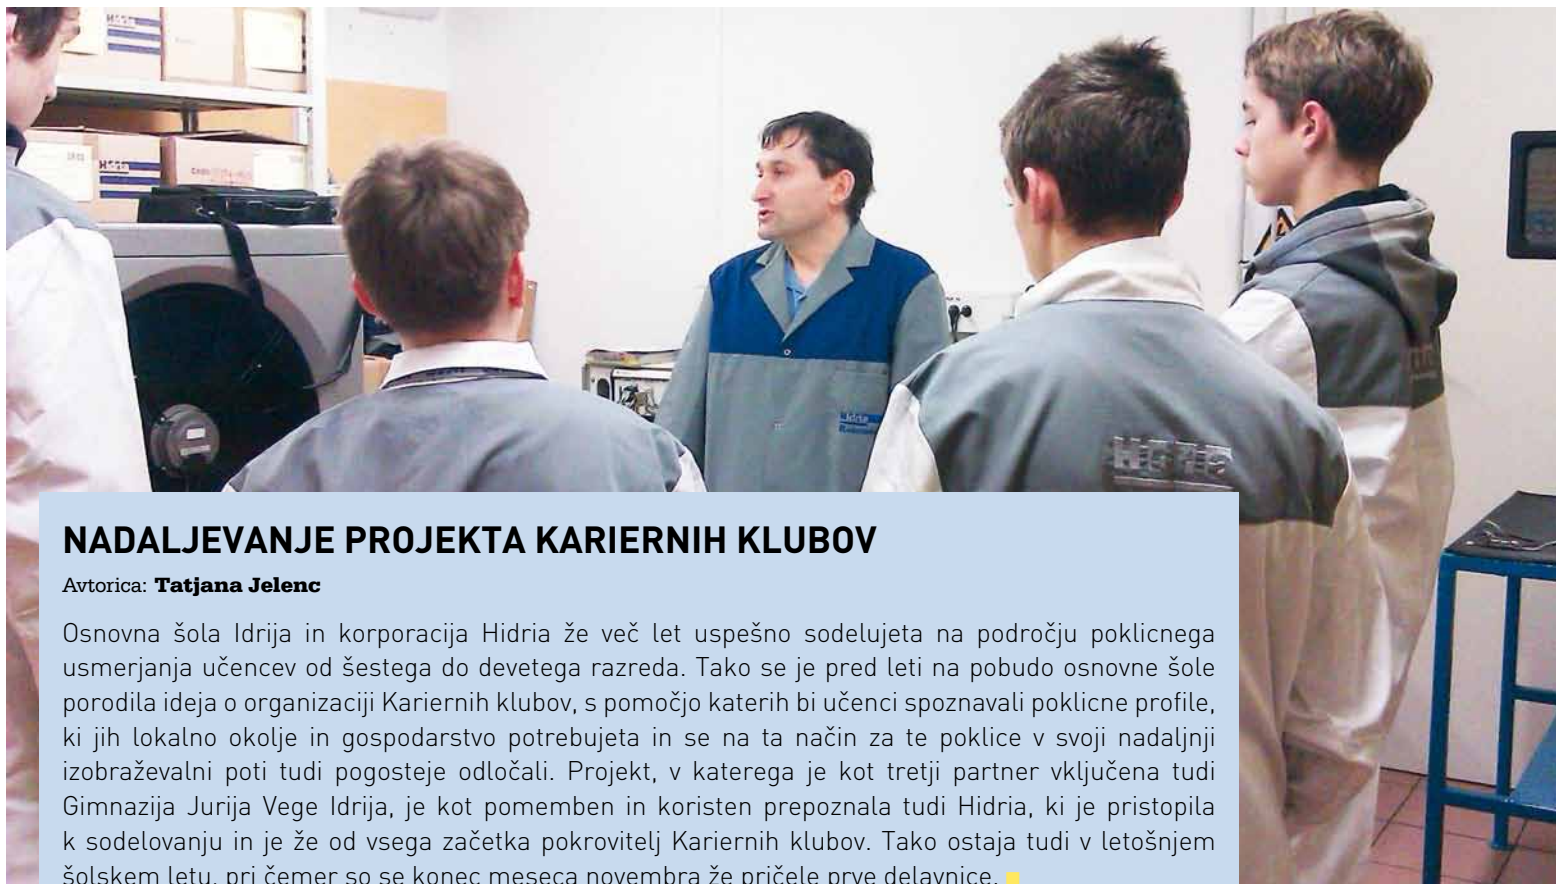 Hidria
Hidria
NADALJEVANJE PROJEKTA KARIERNIH KLUBOV
Avtorica: Tatjana Jelenc
Osnovna šola Idrija in korporacija Hidria že več let uspešno sodelujeta na področju poklicnega
usmerjanja učencev od šestega do devetega razreda. Tako se je pred leti na pobudo osnovne šole
porodila ideja o organizaciji Kariernih klubov, s pomočjo katerih bi učenci spoznavali poklicne profile,
ki jih lokalno okolje in gospodarstvo potrebujeta in se na ta način za te poklice v svoji nadaljnji
izobraževalni poti tudi pogosteje odločali. Projekt, v katerega je kot tretji partner vključena tudi
Gimnazija Jurija Vege Idrija, je kot pomemben in koristen prepoznala tudi Hidria, ki je pristopila
k sodelovanju in je že od vsega začetka pokrovitelj Kariernih klubov. Tako ostaja tudi v letošnjem
šolskem letu, pri čemer so se konec meseca novembra že pričele prve delavnice.